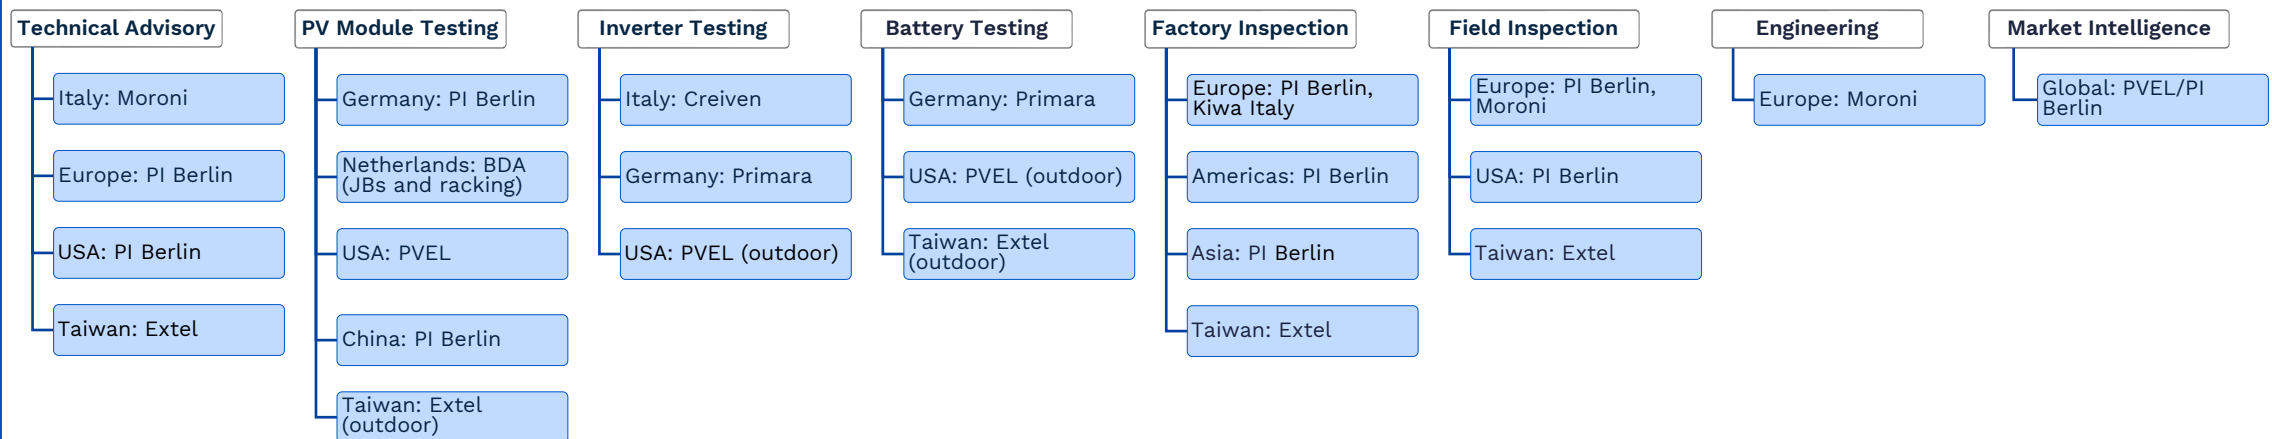 Technical Advisory
Italy: Moroni
Europe: PI Berlin
USA: PI Berlin
Taiwan: Extel
PV Module Testing
Germany: PI Berlin
Netherlands: BDA
(JBs and racking)
USA: PVEL
China: PI Berlin
Taiwan: Extel
(outdoor)
Inverter Testing
Italy: Creiven
Germany: Primara
USA: PVEL (outdoor)
Battery Testing
Germany: Primara
USA: PVEL (outdoor)
Taiwan: Extel
(outdoor)
Factory Inspection
Europe: PI Berlin,
Kiwa Italy
Americas: PI Berlin
Asia: PI Berlin
Taiwan: Extel
Field Inspection
Europe: PI Berlin,
Moroni
USA: PI Berlin
Taiwan: Extel
Engineering
Europe: Moroni
Market Intelligence
Global: PVEL/PI
Berlin